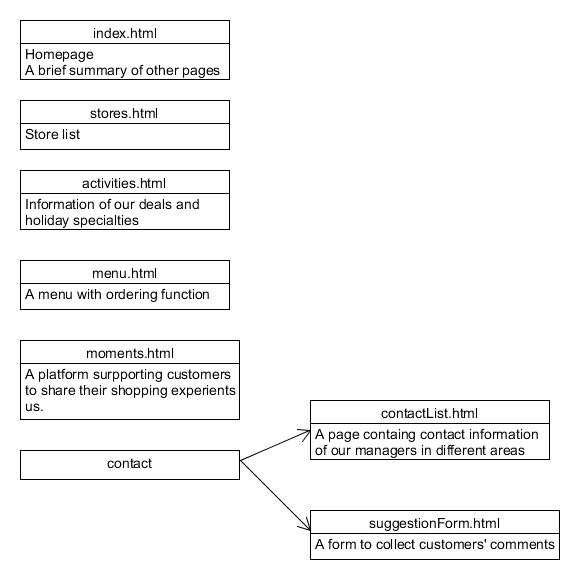 index.html
Homepage
A brief summary of other pages
stores.html
Store list
activities.html
Information of our deals and
holiday specialties
menu.html
A menu with ordering function
moments.html
A platform surpporting customers
to share their shopping experients
us.
contact
contactList.html
A page containg contact information
of our managers in different areas
suggestionForm.html
A form to collect customers' comments